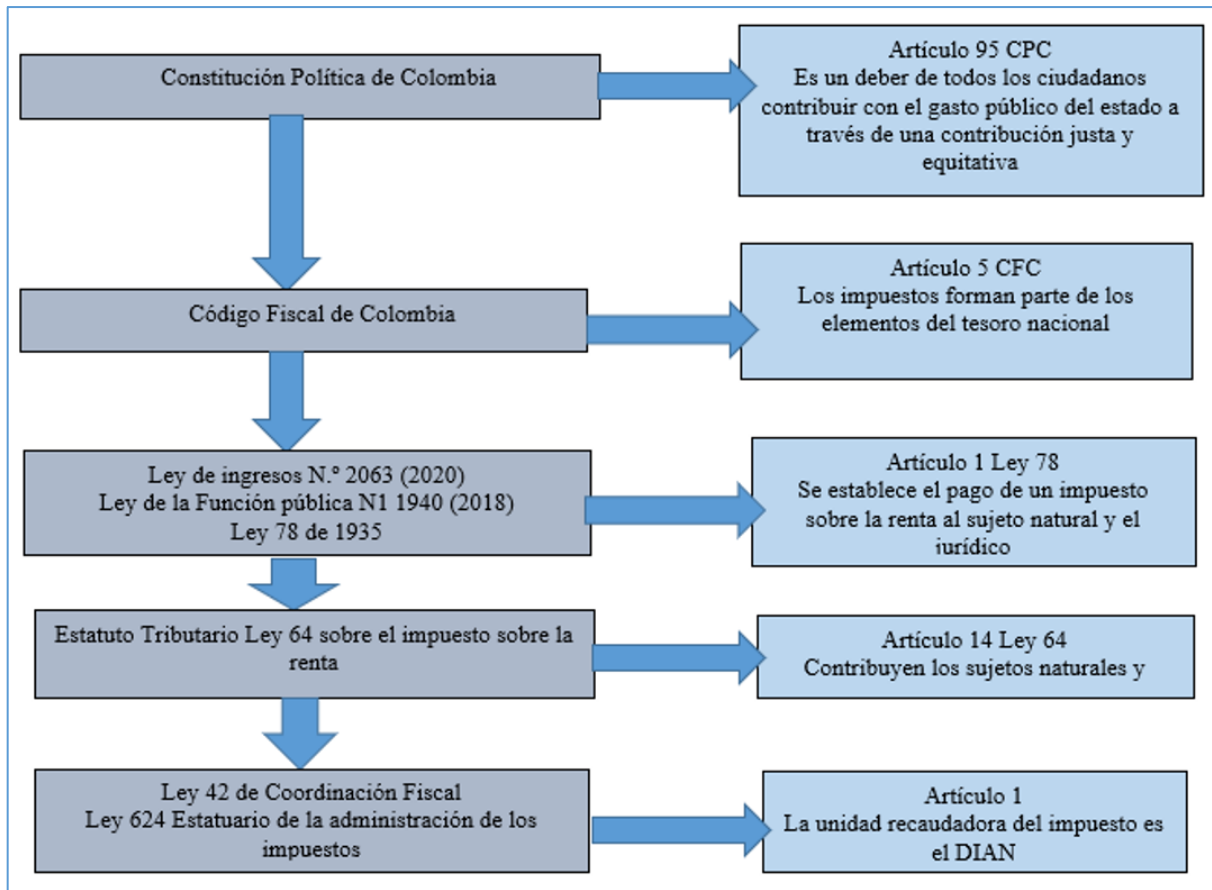 Constitución Política de Colombia
Artículo 95 CPC
Es un deber de todos los ciudadanos
contribuir con el gasto público del estado a
través de una contribución justa y
equitativa
Código Fiscal de Colombia
Artículo 5 CFC
Los impuestos forman parte de los
elementos del tesoro nacional
Ley de ingresos N.º 2063 (2020)
Ley de la Función pública N1 1940 (2018)
Ley 78 de 1935
Artículo 1 Ley 78
Se establece el pago de un impuesto
sobre la renta al sujeto natural y el
jurídico
Estatuto Tributario Ley 64 sobre el impuesto sobre la
renta
Artículo 14 Ley 64
Contribuyen los sujetos naturales y
Ley 42 de Coordinación Fiscal
Ley 624 Estatuario de la administración de los
impuestos
Artículo 1
La unidad recaudadora del impuesto es
el DIAN